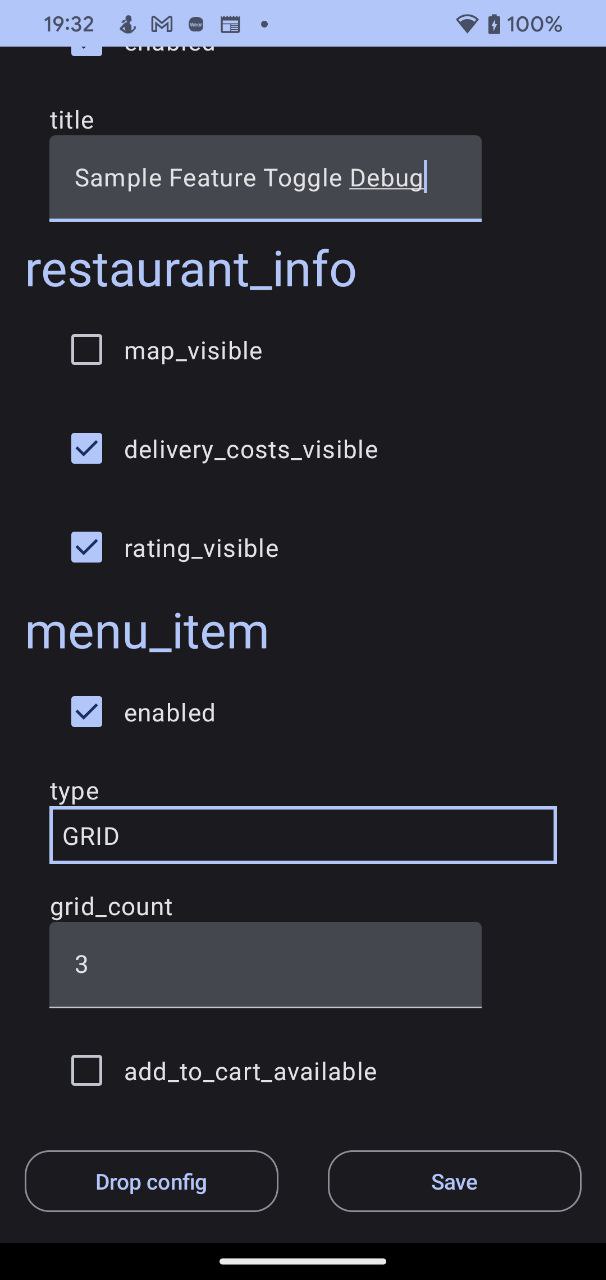 19:32
100%
enabled
title
Sample Feature Toggle Debug
restaurant_info
map_visible
delivery_costs_visible
rating_visible
menu_item
enabled
type
GRID
grid_count
3
add_to_cart_available
Drop config
Save